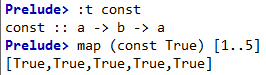 Prelude> :t const
const :: a -> b -> a
Prelude> map (const True) [1..5]
[True,True,True,True,True]